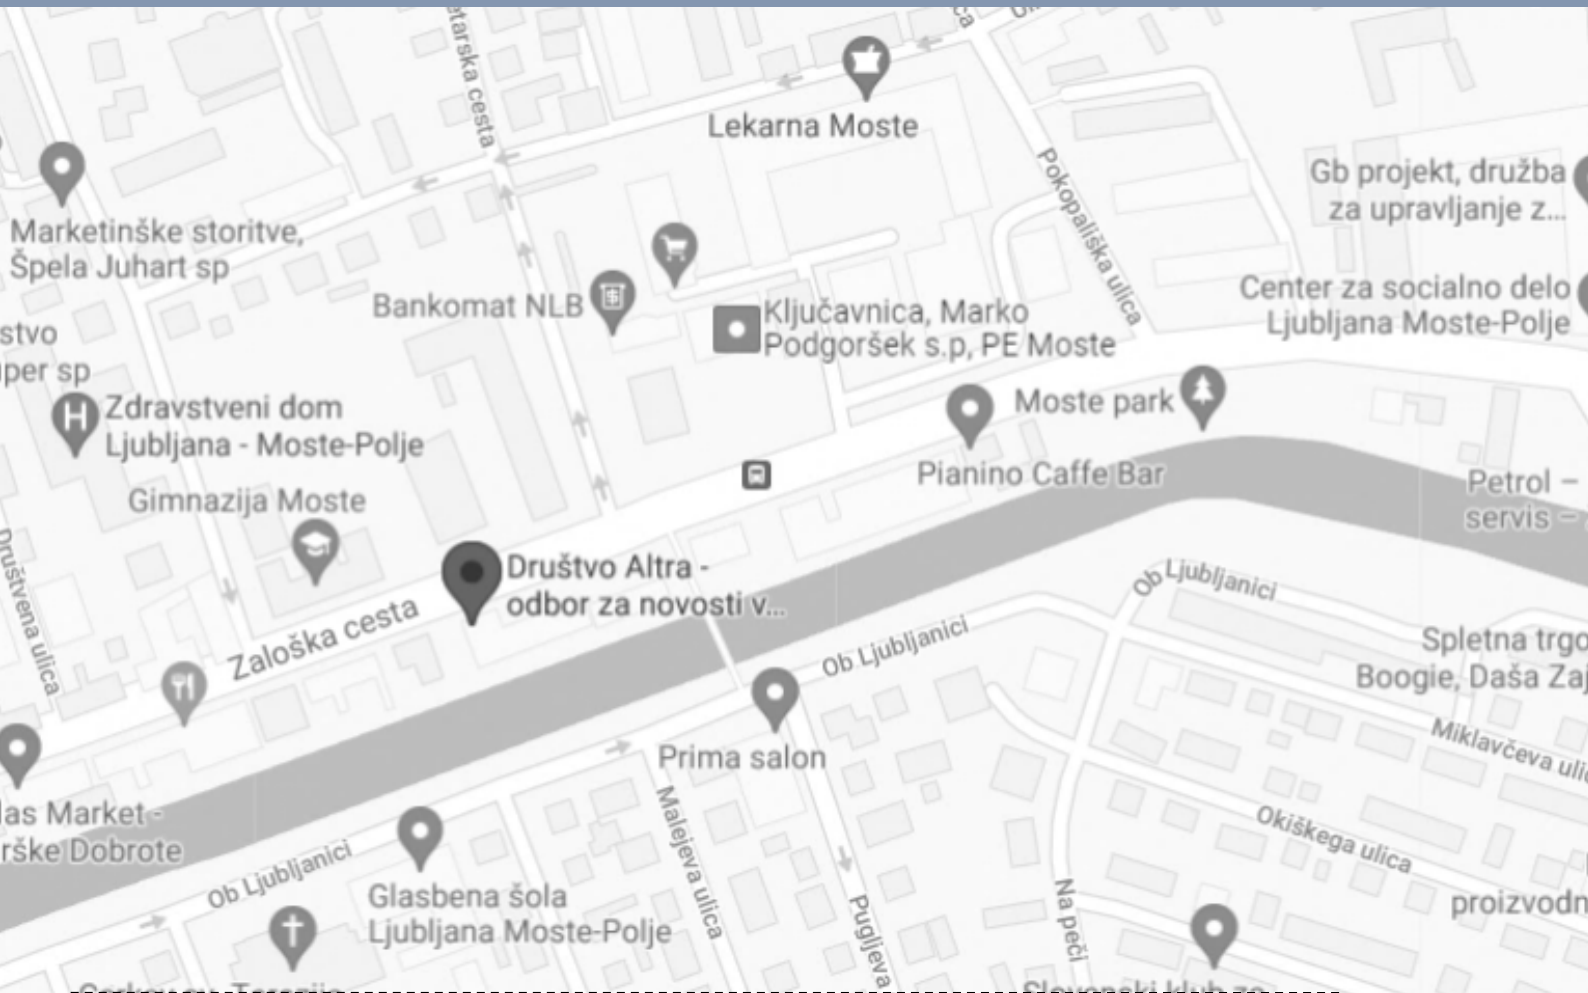 etarska cesta
Lekarna Moste
Pokopališka ulica
Gb projekt, družba
za upravljanje z...
Marketinške storitve,
Špela Juhart sp
Bankomat NLB
Ključavnica, Marko
Podgoršek s.p, PE Moste
Center za socialno delo
Ljubljana Moste-Polje
stvo
per sp
Zdravstveni dom
Ljubljana - Moste-Polje
Moste park
Pianino Caffe Bar
Petrol –
servis –
Gimnazija Moste
Društvena ulica
Društvo Altra -
odbor za novosti v...
Zaloška cesta
Ob Ljubljanici
Ob Ljubljanici
Spletna trgo
Boogie, Daša Zaj
Miklavčeva uli
Prima salon
las Market -
rške Dobrote
Ob Ljubljanici
Malejeva ulica
Okiškega ulica
Glasbena šola
Ljubljana Moste-Polje
Pugljeva
Na peči
proizvodn
Slovenski klub za